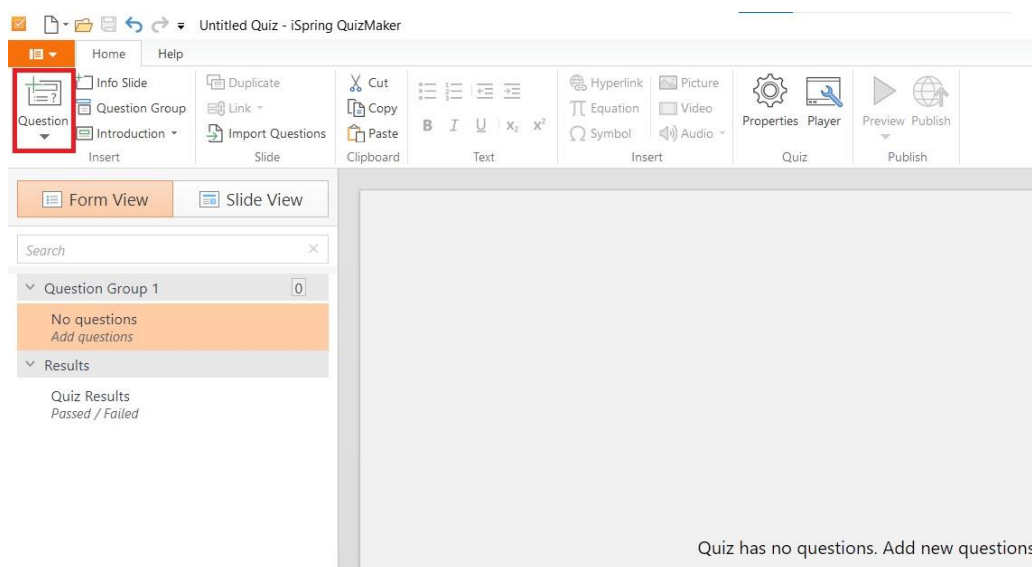 Untitled Quiz - iSpring QuizMaker
Home Help
Question
Info Slide
Question Group
Introduction
Insert
Duplicate
Link
Import Questions
Slide
Cut
Copy
Paste
Clipboard
B I U X₂ X²
Text
Hyperlink
Equation
Symbol
Picture
Video
Audio
Insert
Properties Player
Quiz
Preview Publish
Publish
Form View Slide View
Search
Question Group 1 0
No questions
Add questions
Results
Quiz Results
Passed / Failed
Quiz has no questions. Add new questions